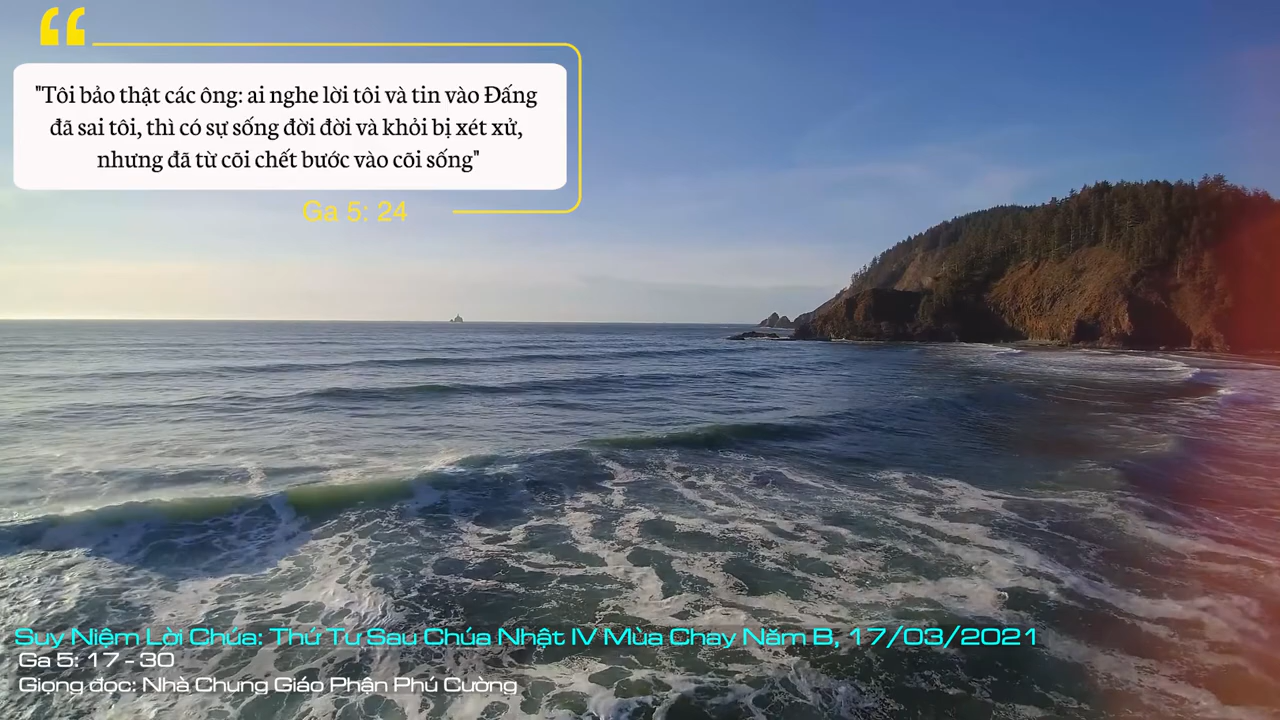 "Tôi bảo thật các ông: ai nghe lời tôi và tin vào Đấng
đã sai tôi, thì có sự sống đời đời và khỏi bị xét xử,
nhưng đã từ cõi chết bước vào cõi sống"
Ga 5: 24
Suy Niệm Lời Chúa: Thứ Tư Sau Chúa Nhật IV Mùa Chay Năm B, 17/03/2021
Ga 5: 17 - 30
Giọng đọc: Nhà Chung Giáo Phận Phú Cường